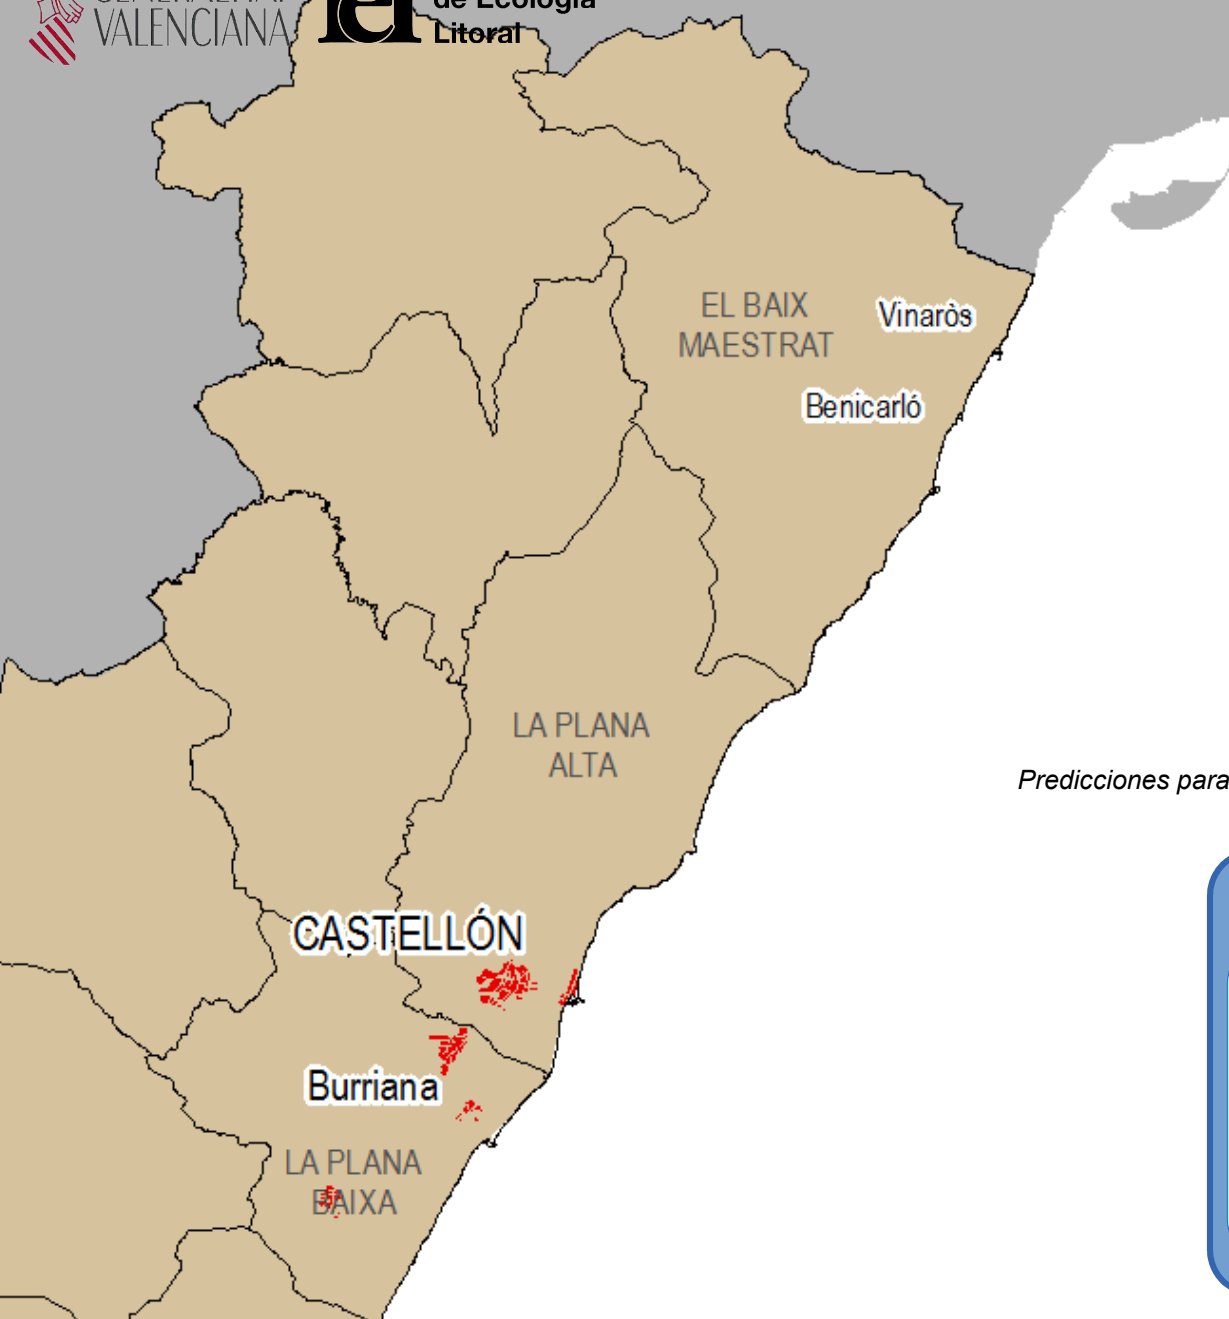 VALENCIANA
de Ecología
Litoral
EL BAIX
MAESTRAT
Vinaròs
Benicarló
LA PLANA
ALTA
Predicciones para
CASTELLÓN
Burriana
LA PLANA
BAIXA